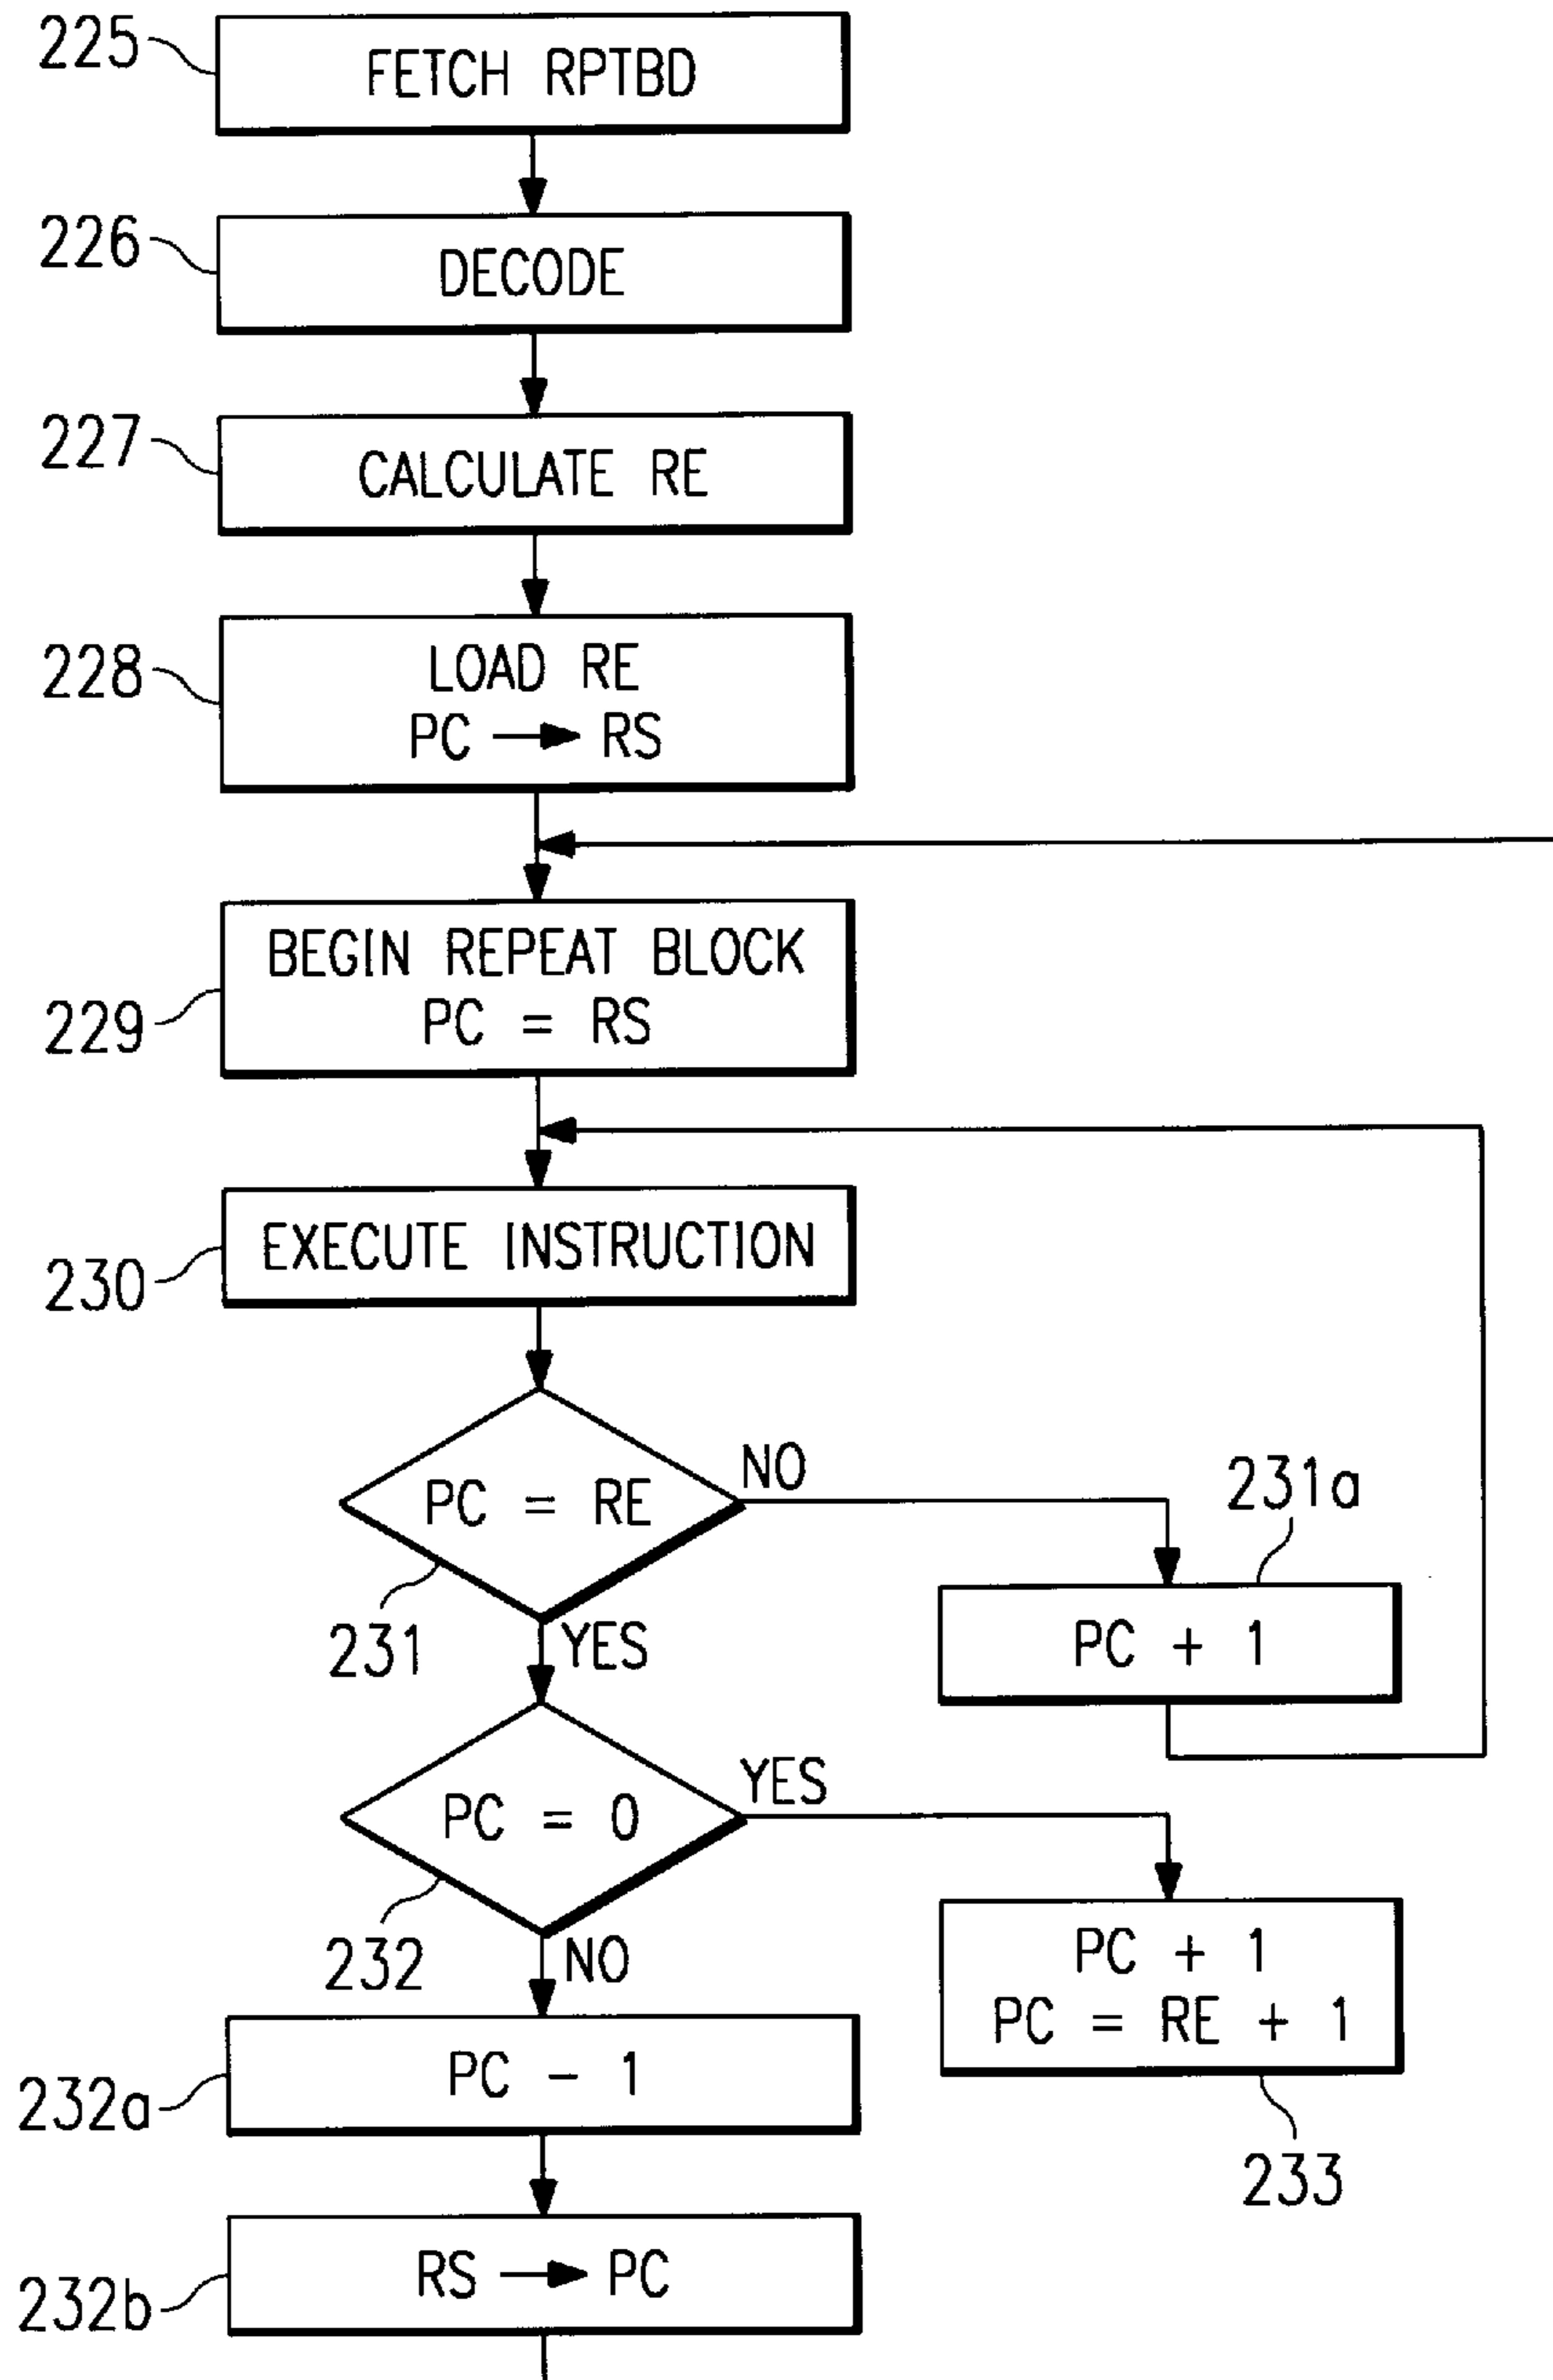 225
FETCH RPTBD
226
DECODE
227
CALCULATE RE
228
LOAD RE
PC → RS
229
BEGIN REPEAT BLOCK
PC = RS
230
EXECUTE INSTRUCTION
PC = RE
NO
231a
231
YES
PC + 1
PC = 0
YES
232
NO
PC + 1
PC = RE + 1
233
232a
PC - 1
232b
RS → PC